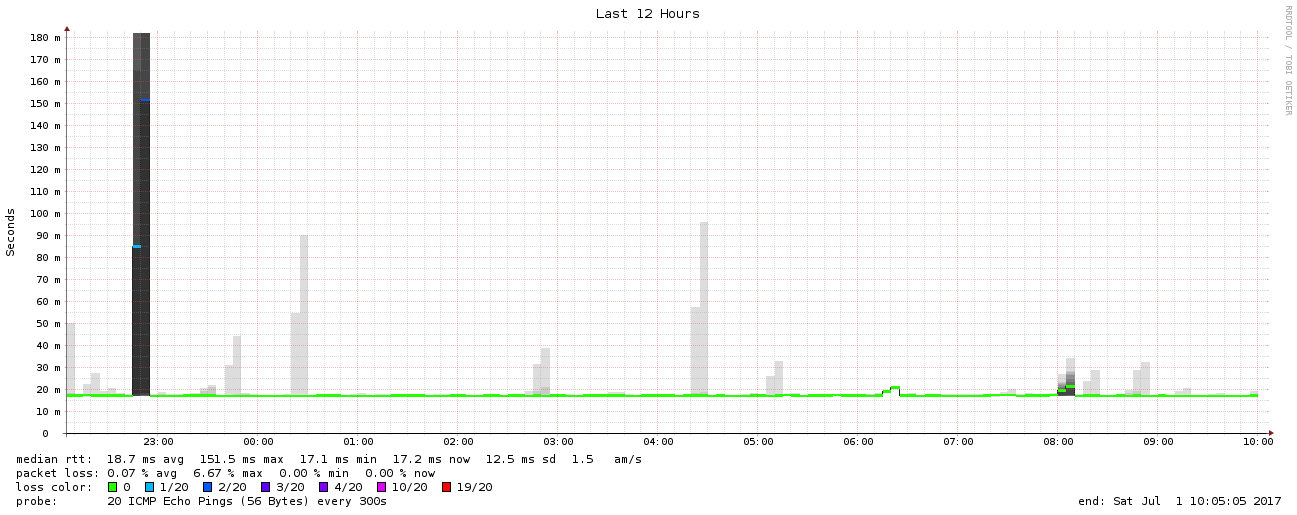 Last 12 Hours
RRDTOOL / TOBI OETIKER
Seconds
180 m
170 m
160 m
150 m
140 m
130 m
120 m
110 m
100 m
90 m
80 m
70 m
60 m
50 m
40 m
30 m
20 m
10 m
0
23:00 00:00 01:00 02:00 03:00 04:00 05:00 06:00 07:00 08:00 09:00 10:00
median rtt: 18.7 ms avg 151.5 ms max 17.1 ms min 17.2 ms now 12.5 ms sd 1.5 am/s
packet loss: 0.07 % avg 6.67 % max 0.00 % min 0.00 % now
loss color: 0 1/20 2/20 3/20 4/20 10/20 19/20
probe: 20 ICMP Echo Pings (56 Bytes) every 300s end: Sat Jul 1 10:05:05 2017